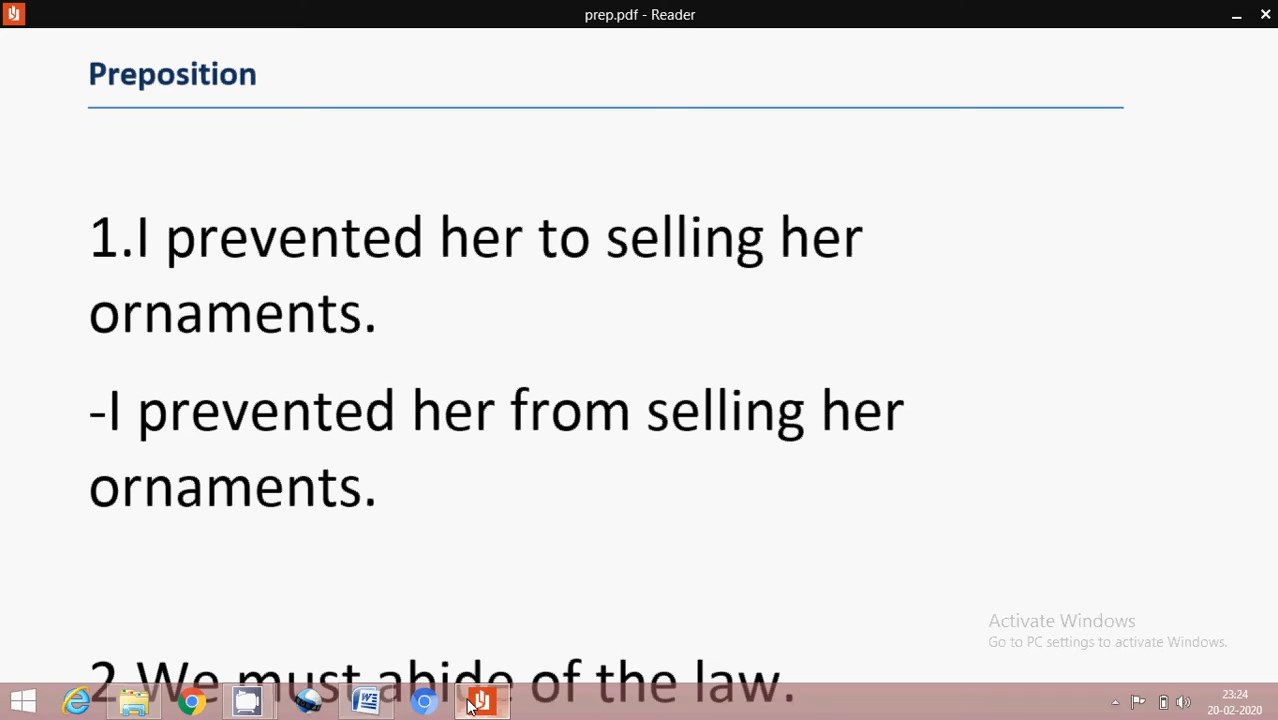 prep.pdf - Reader
Preposition
1.I prevented her to selling her
ornaments.
-I prevented her from selling her
ornaments.
Activate Windows
Go to PC settings to activate Windows.
2.We must abide of the law.
23:24
20-02-2020